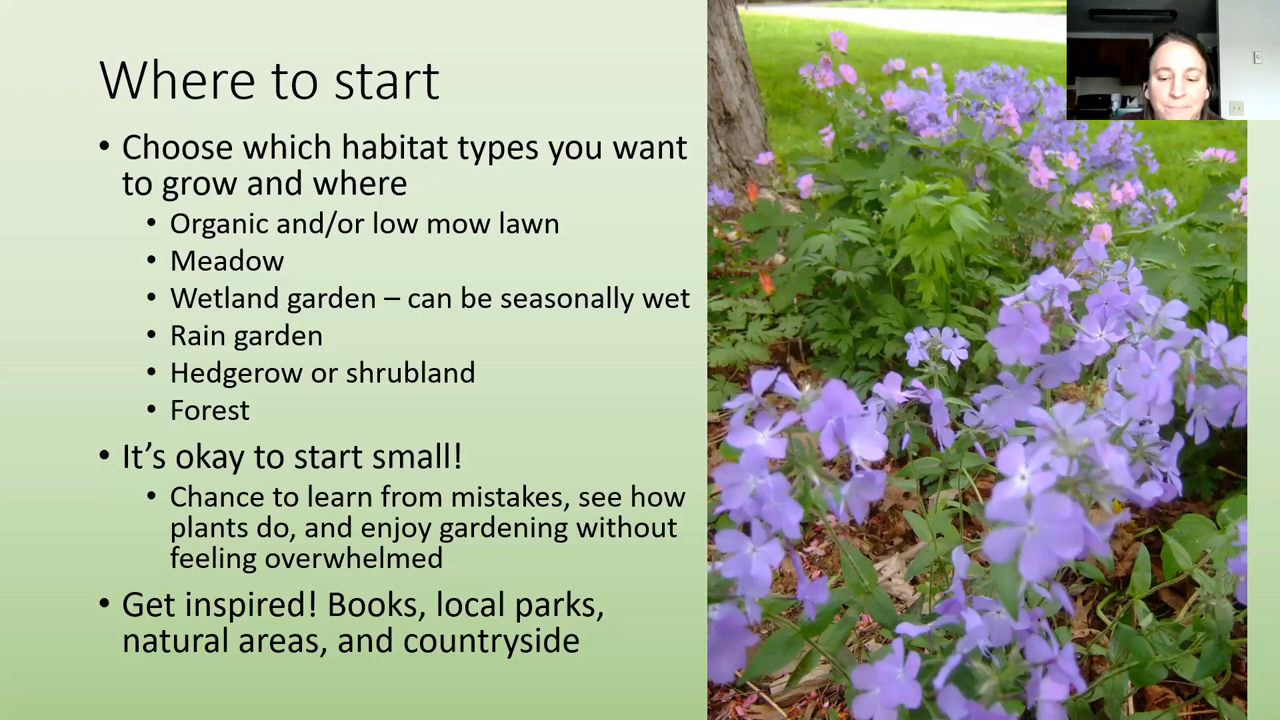 Where to start
• Choose which habitat types you want
to grow and where
• Organic and/or low mow lawn
• Meadow
• Wetland garden – can be seasonally wet
• Rain garden
• Hedgerow or shrubland
• Forest
• It’s okay to start small!
• Chance to learn from mistakes, see how
plants do, and enjoy gardening without
feeling overwhelmed
• Get inspired! Books, local parks,
natural areas, and countryside